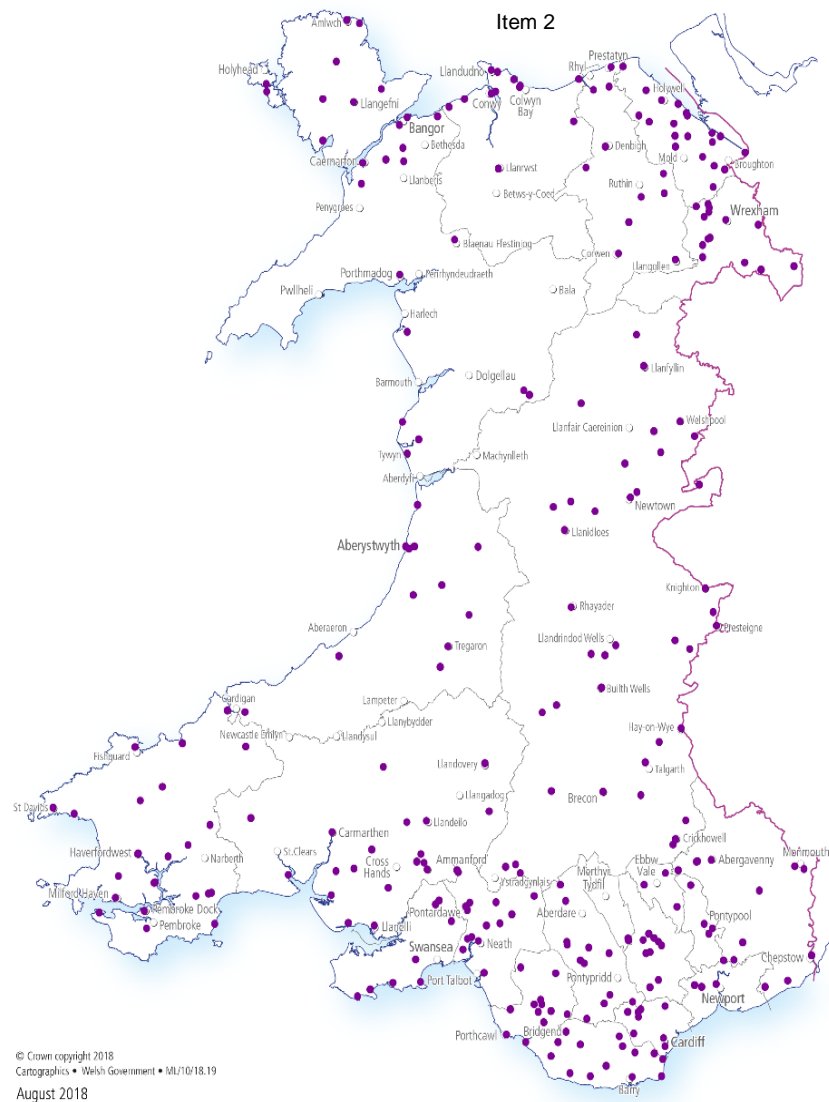 Item 2
Amlwch
Prestatyn
Rhyl
Holyhead
Llandudno
Holywell
Llangefni
Conwy
Colwyn
Bay
Bangor
Bethesda
Denbigh
Mold
Broughton
Caernarfon
Llanberis
Llanrwst
Ruthin
Betws-y-Coed
Penygroes
Wrexham
Blaenau Ffestiniog
Corwen
Llangollen
Porthmadog
Penrhyndeudraeth
Pwllheli
Bala
Harlech
Barmouth
Dolgellau
Llanfyllin
Llanfair Caereinion
Welshpool
Tywyn
Machynlleth
Aberdyfi
Newtown
Llanidloes
Aberystwyth
Knighton
Rhayader
Presteigne
Aberaeron
Llandrindod Wells
Tregaron
Builth Wells
Cardigan
Lampeter
Llanybydder
Newcastle Emlyn
Llandysul
Hay-on-Wye
Fishguard
Llandovery
Talgarth
Llangadog
Brecon
St Davids
Carmarthen
Llandeilo
Crickhowell
Haverfordwest
Narberth
St.Clears
Cross
Hands
Ammanford
Ystradgynlais
Merthyr
Tydfil
Ebbw
Vale
Abergavenny
Monmouth
Milford Haven
Pembroke Dock
Pembroke
Pontardawe
Aberdare
Pontypool
Llanelli
Swansea
Neath
Chepstow
Port Talbot
Pontypridd
Newport
Porthcawl
Bridgend
Cardiff
Barry
© Crown copyright 2018
Cartographics • Welsh Government • ML/10/18.19
August 2018